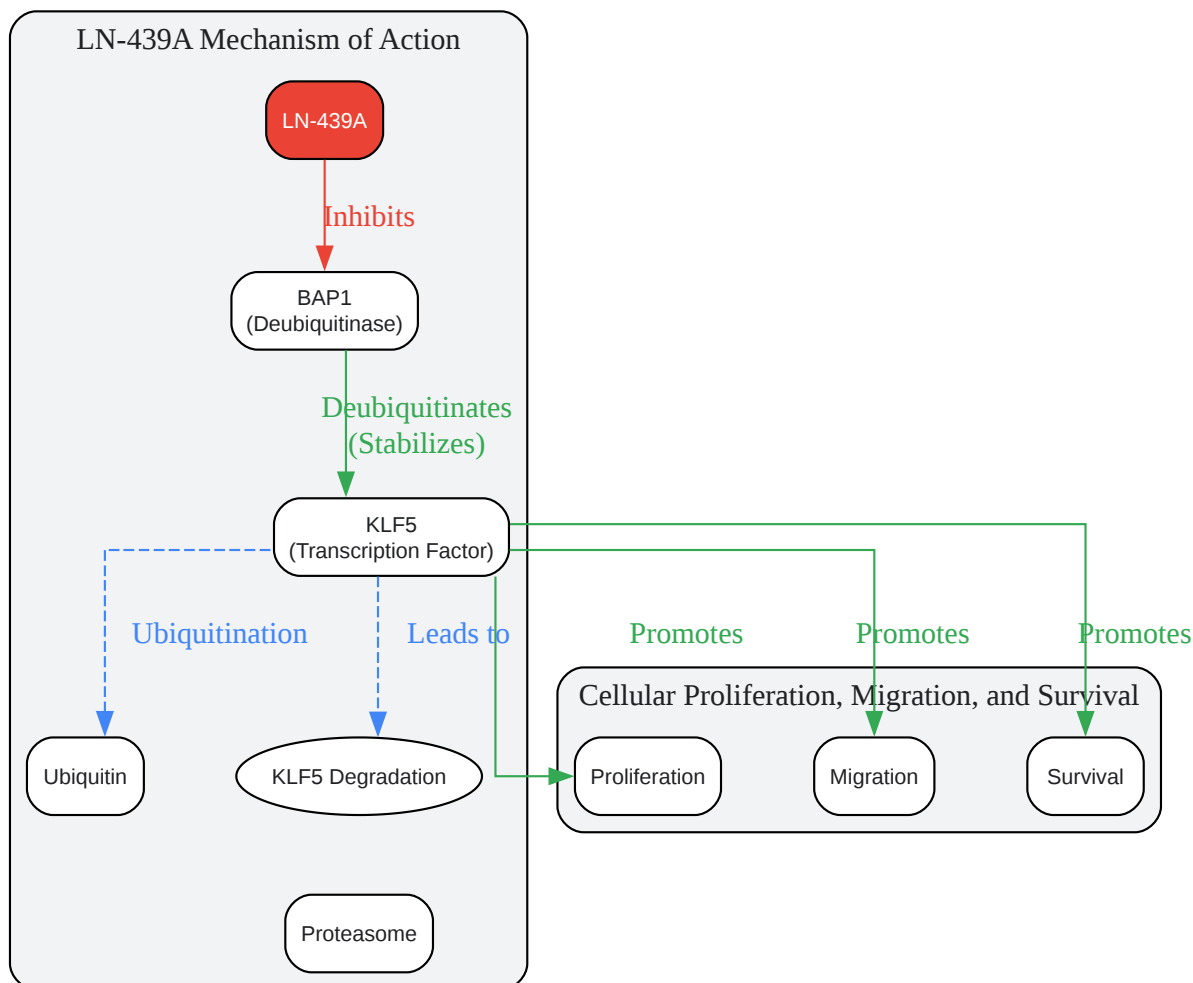 LN-439A Mechanism of Action
LN-439A
Inhibits
BAP1
(Deubiquitinase)
Deubiquitinates
(Stabilizes)
KLF5
(Transcription Factor)
Ubiquitination
Leads to
Promotes
Promotes
Promotes
Cellular Proliferation, Migration, and Survival
Ubiquitin
KLF5 Degradation
Proliferation
Migration
Survival
Proteasome